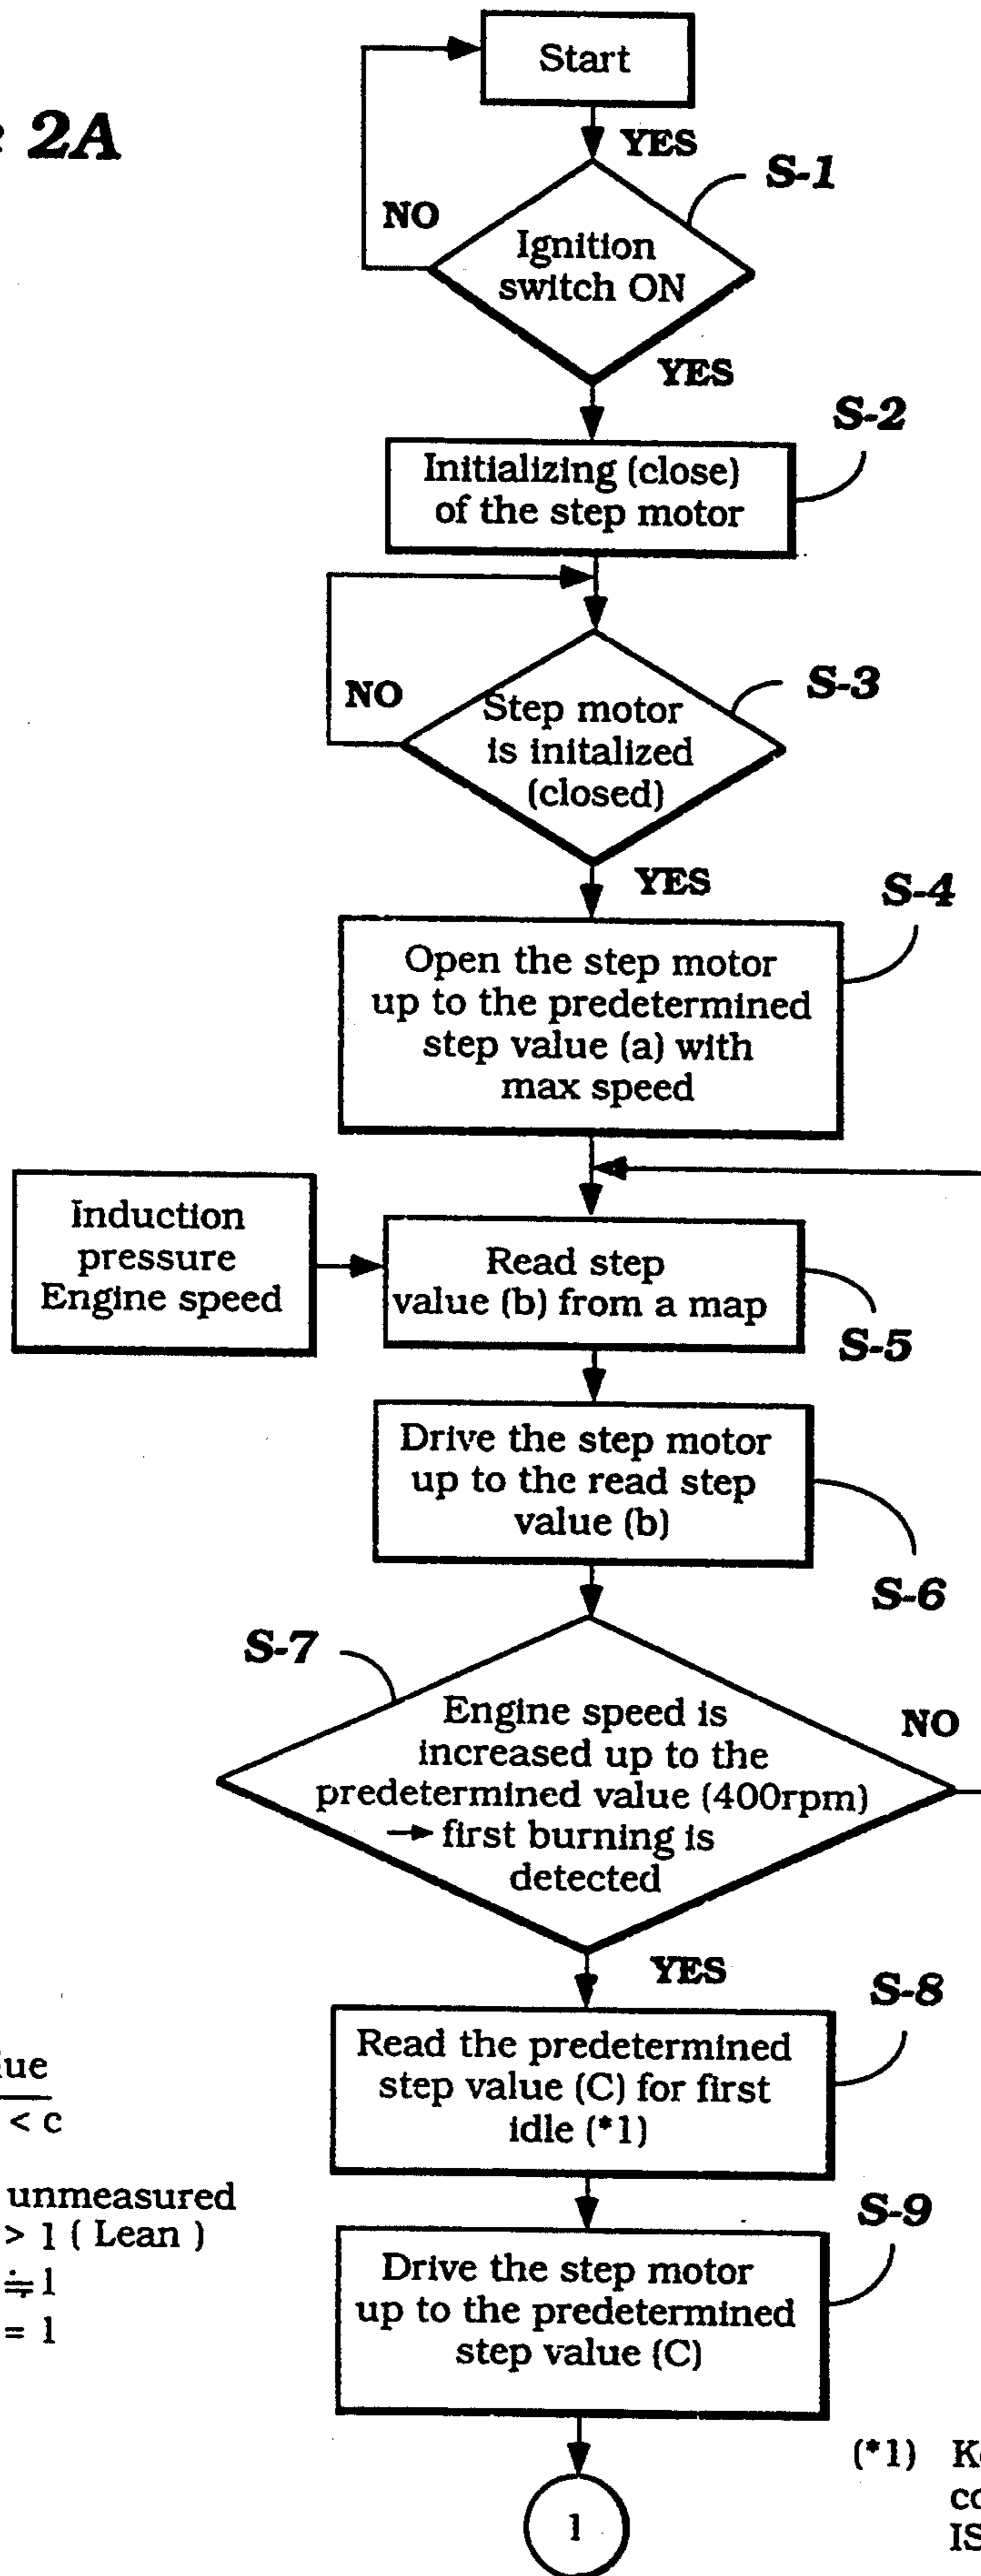 2A
Start
YES
S-1
NO
Ignition
switch ON
YES
S-2
Initializing (close)
of the step motor
S-3
NO
Step motor
is initalized
(closed)
YES
S-4
Open the step motor
up to the predetermined
step value (a) with
max speed
Induction
pressure
Engine speed
Read step
value (b) from a map
S-5
Drive the step motor
up to the read step
value (b)
S-6
S-7
Engine speed is
increased up to the
predetermined value (400rpm)
→ first burning is
detected
NO
YES
S-8
Read the predetermined
step value (C) for first
idle (*1)
< c
unmeasured
> 1 ( Lean )
≒ 1
= 1
S-9
Drive the step motor
up to the predetermined
step value (C)
(*1)
1